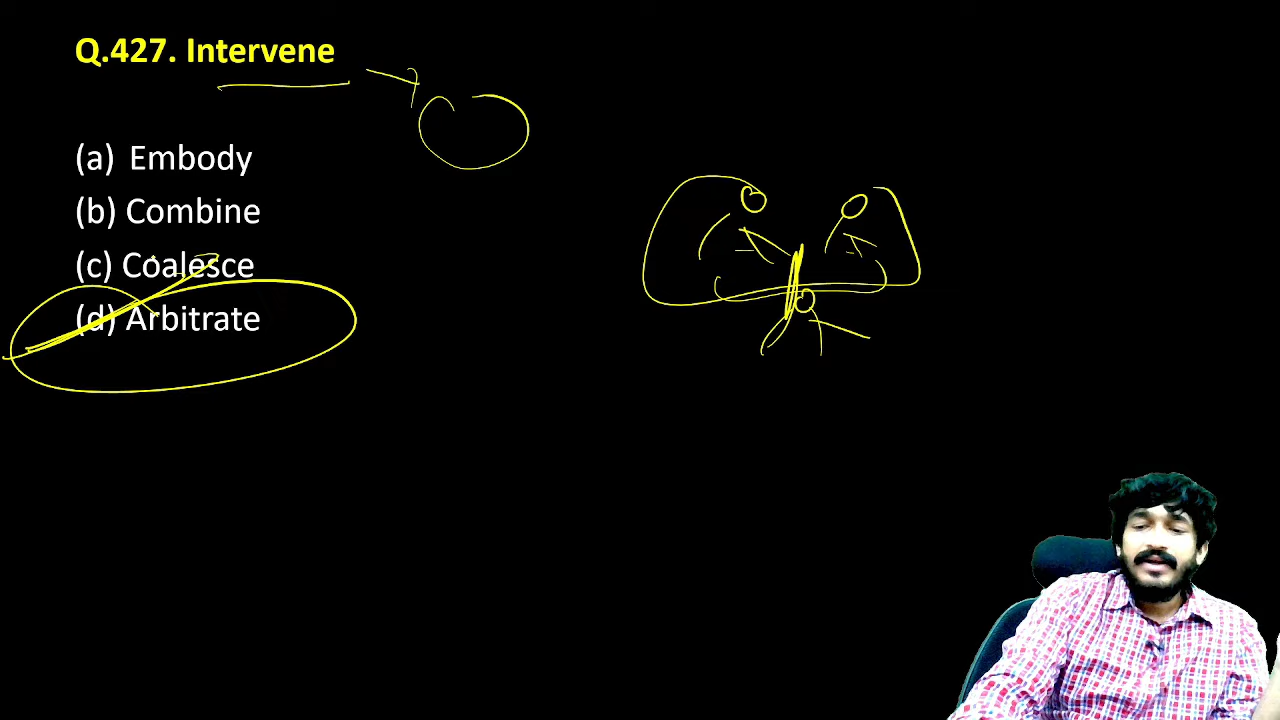 Q.427. Intervene
(a) Embody
(b) Combine
(c) Coalesce
(d) Arbitrate